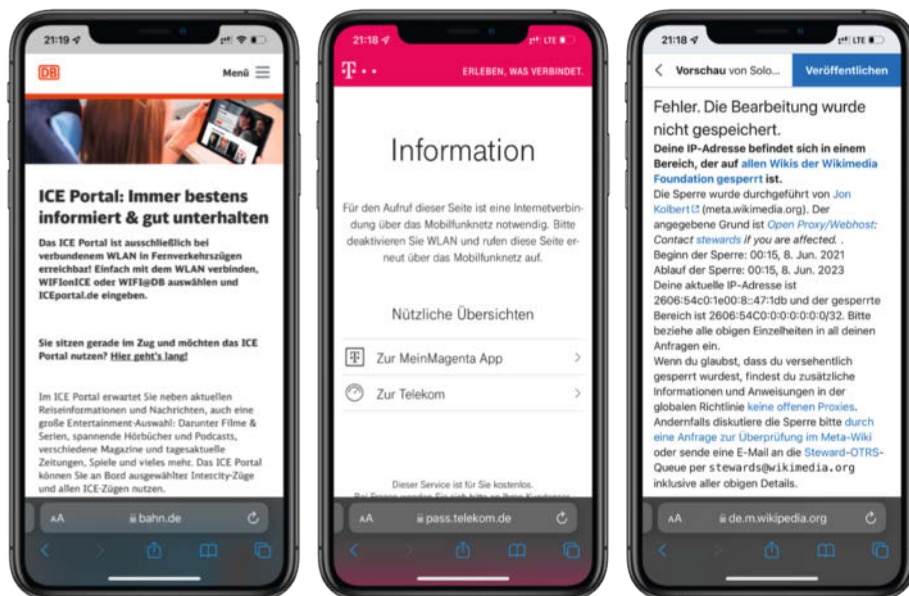 21:19
DB
Menü
ICE Portal: Immer bestens
informiert & gut unterhalten
Das ICE Portal ist ausschließlich bei
verbundenem WLAN in Fernverkehrszügen
erreichbar! Einfach mit dem WLAN verbinden,
WIFIonICE oder WIFI@DB auswählen und
ICEportal.de eingeben.
Sie sitzen gerade im Zug und möchten das ICE
Portal nutzen? Hier geht's lang!
Im ICE Portal erwartet Sie neben aktuellen
Reiseinformationen und Nachrichten, auch eine
große Entertainment-Auswahl: Darunter Filme &
Serien, spannende Hörbücher und Podcasts,
verschiedene Magazine und tagesaktuelle
Zeitungen, Spiele und vieles mehr. Das ICE Portal
können Sie an Bord ausgewählter Intercity-Züge
und allen ICE-Zügen nutzen.
AA
bahn.de
21:18
LTE
T
ERLEBEN, WAS VERBINDET.
Information
Für den Aufruf dieser Seite ist eine Internetverbin-
dung über das Mobilfunknetz notwendig. Bitte
deaktivieren Sie WLAN und rufen diese Seite er-
neut über das Mobilfunknetz auf.
Nützliche Übersichten
Zur MeinMagenta App
Zur Telekom
Dieser Service ist für Sie kostenlos.
Bei Fragen wenden Sie sich bitte an Ihren
AA
pass.telekom.de
21:18
LTE
Vorschau von Solo...
Veröffentlichen
Fehler. Die Bearbeitung wurde
nicht gespeichert.
Deine IP-Adresse befindet sich in einem
Bereich, der auf allen Wikis der Wikimedia
Foundation gesperrt ist.
Die Sperre wurde durchgeführt von Jon
Kolbert (meta.wikimedia.org). Der
angegebene Grund ist Open Proxy/Webhost:
Contact stewards if you are affected. .
Beginn der Sperre: 00:15, 8. Jun. 2021
Ablauf der Sperre: 00:15, 8. Jun. 2023
Deine aktuelle IP-Adresse ist
2606:54c0:1e00:8::47:1db und der gesperrte
Bereich ist 2606:54C0:0:0:0:0:0:0/32. Bitte
beziehe alle obigen Einzelheiten in all deinen
Anfragen ein.
Wenn du glaubst, dass du versehentlich
gesperrt wurdest, findest du zusätzliche
Informationen und Anweisungen in der
globalen Richtlinie keine offenen Proxies.
Andernfalls diskutiere die Sperre bitte durch
eine Anfrage zur Überprüfung im Meta-Wiki
oder sende eine E-Mail an die Steward-OTRS-
Queue per stewards@wikimedia.org
inklusive aller obigen Details.
AA
de.m.wikipedia.org